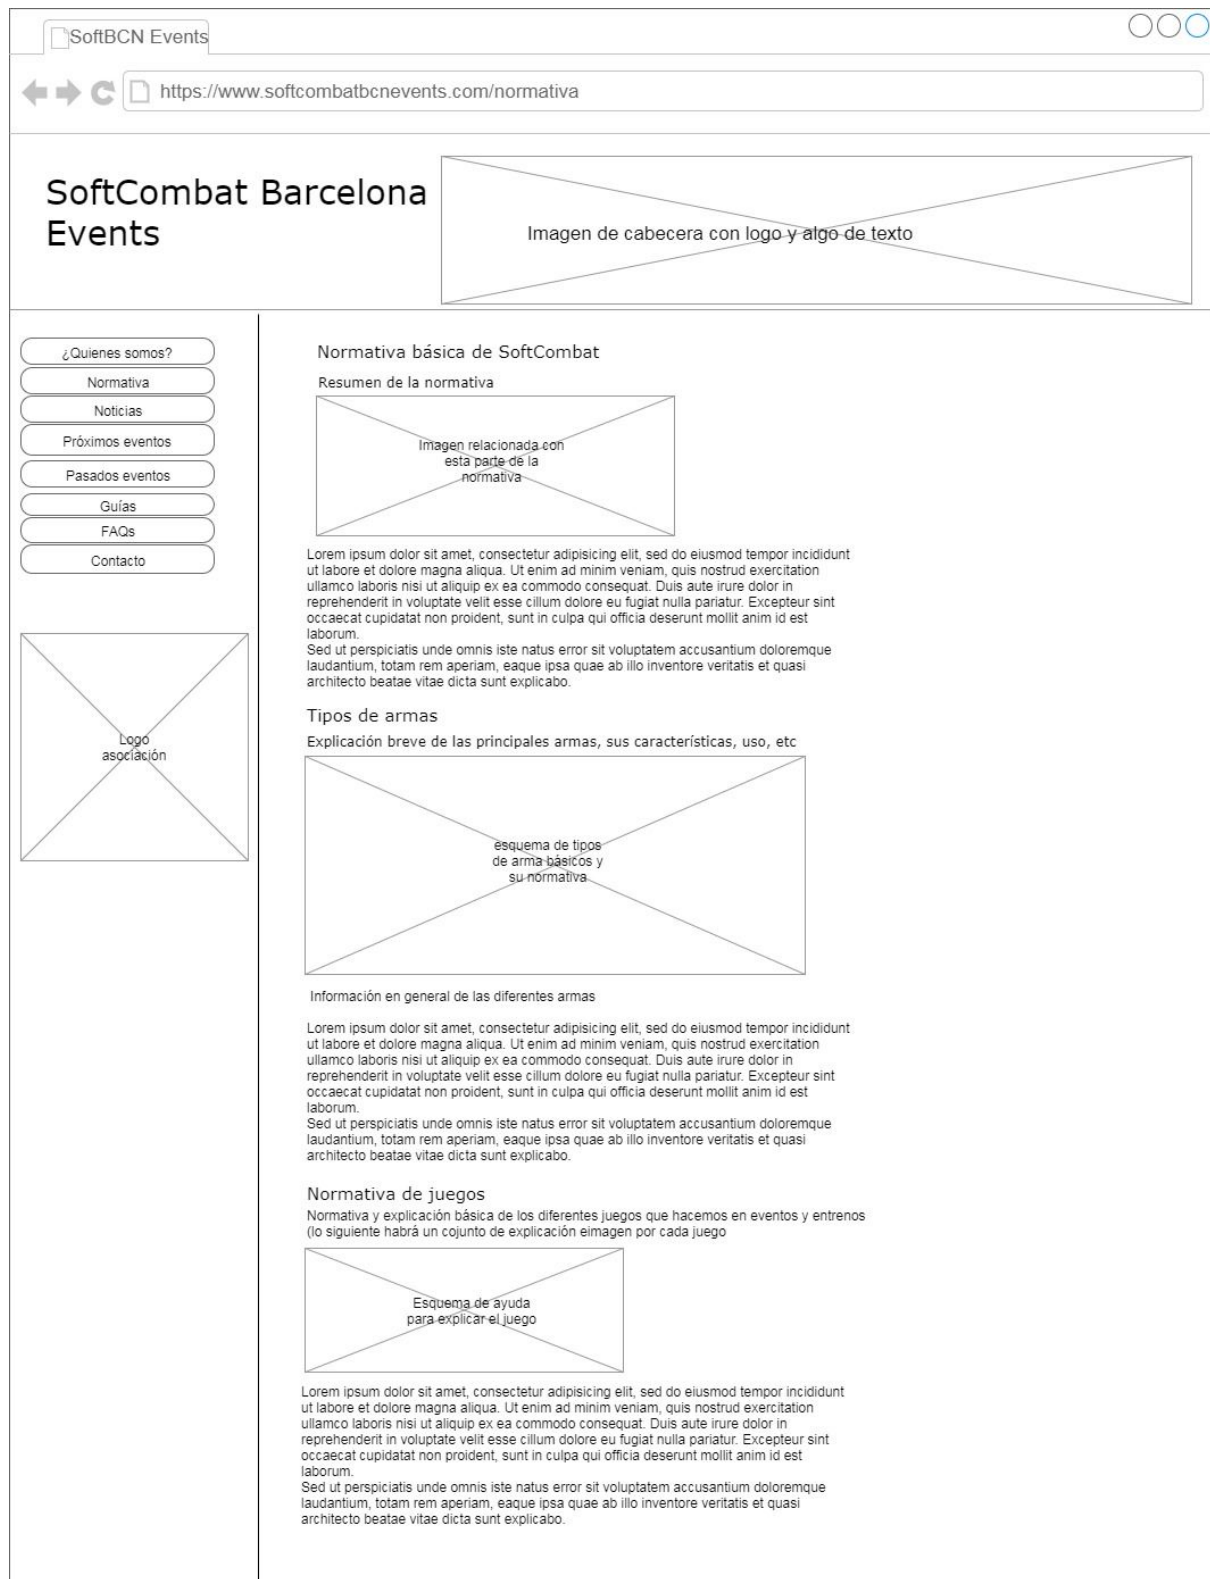 SoftBCN Events
https://www.softcombatbcnevents.com/normativa
SoftCombat Barcelona
Events
Imagen de cabecera con logo y algo de texto
¿Quienes somos?
Normativa
Noticias
Próximos eventos
Pasados eventos
Guías
FAQs
Contacto
Logo
asociación
Normativa básica de SoftCombat
Resumen de la normativa
Imagen relacionada con
esta parte de la
normativa
Lorem ipsum dolor sit amet, consectetur adipisicing elit, sed do eiusmod tempor incididunt
ut labore et dolore magna aliqua. Ut enim ad minim veniam, quis nostrud exercitation
ullamco laboris nisi ut aliquip ex ea commodo consequat. Duis aute irure dolor in
reprehenderit in voluptate velit esse cillum dolore eu fugiat nulla pariatur. Excepteur sint
occaecat cupidatat non proident, sunt in culpa qui officia deserunt mollit anim id est
laborum.
Sed ut perspiciatis unde omnis iste natus error sit voluptatem accusantium doloremque
laudantium, totam rem aperiam, eaque ipsa quae ab illo inventore veritatis et quasi
architecto beatae vitae dicta sunt explicabo.
Tipos de armas
Explicación breve de las principales armas, sus características, uso, etc
esquema de tipos
de arma básicos y
su normativa
Información en general de las diferentes armas
Lorem ipsum dolor sit amet, consectetur adipisicing elit, sed do eiusmod tempor incididunt
ut labore et dolore magna aliqua. Ut enim ad minim veniam, quis nostrud exercitation
ullamco laboris nisi ut aliquip ex ea commodo consequat. Duis aute irure dolor in
reprehenderit in voluptate velit esse cillum dolore eu fugiat nulla pariatur. Excepteur sint
occaecat cupidatat non proident, sunt in culpa qui officia deserunt mollit anim id est
laborum.
Sed ut perspiciatis unde omnis iste natus error sit voluptatem accusantium doloremque
laudantium, totam rem aperiam, eaque ipsa quae ab illo inventore veritatis et quasi
architecto beatae vitae dicta sunt explicabo.
Normativa de juegos
Normativa y explicación básica de los diferentes juegos que hacemos en eventos y entrenos
(lo siguiente habrá un cojunto de explicación eimagen por cada juego
Esquema de ayuda
para explicar el juego
Lorem ipsum dolor sit amet, consectetur adipisicing elit, sed do eiusmod tempor incididunt
ut labore et dolore magna aliqua. Ut enim ad minim veniam, quis nostrud exercitation
ullamco laboris nisi ut aliquip ex ea commodo consequat. Duis aute irure dolor in
reprehenderit in voluptate velit esse cillum dolore eu fugiat nulla pariatur. Excepteur sint
occaecat cupidatat non proident, sunt in culpa qui officia deserunt mollit anim id est
laborum.
Sed ut perspiciatis unde omnis iste natus error sit voluptatem accusantium doloremque
laudantium, totam rem aperiam, eaque ipsa quae ab illo inventore veritatis et quasi
architecto beatae vitae dicta sunt explicabo.